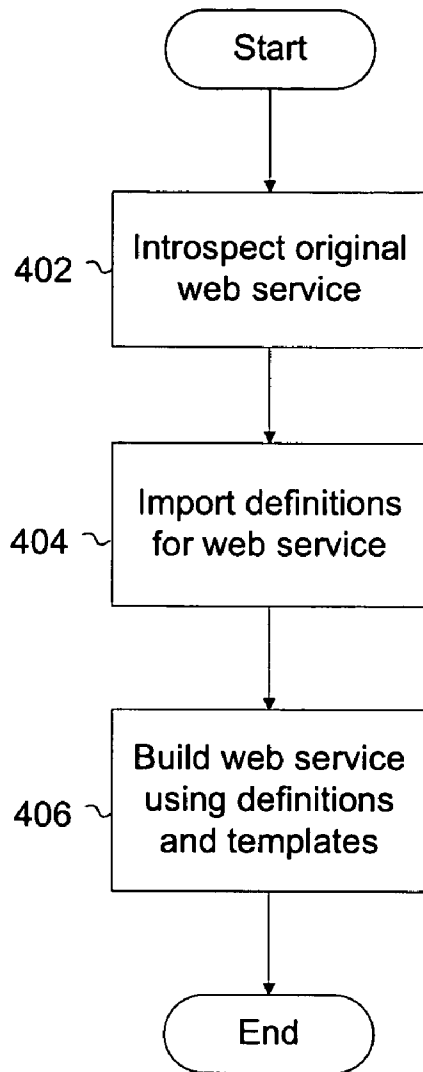 Start
402
Introspect original
web service
404
Import definitions
for web service
406
Build web service
using definitions
and templates
End